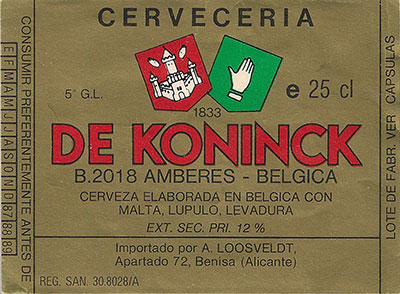 CERVECERIA
5° G.L.
e 25 cl
1833
DE KONINCK
B.2018 AMBERES - BELGICA
CERVEZA ELABORADA EN BELGICA CON
MALTA, LUPULO, LEVADURA
EXT. SEC. PRI. 12 %
Importado por A. LOOSVELDT,
Apartado 72, Benisa (Alicante)
REG. SAN. 30.8028/A
CONSUMIR PREFERENTEMENTE ANTES DE
E F M A M J J A S O N D 87 88 89
LOTE DE FABR. VER CAPSULAS